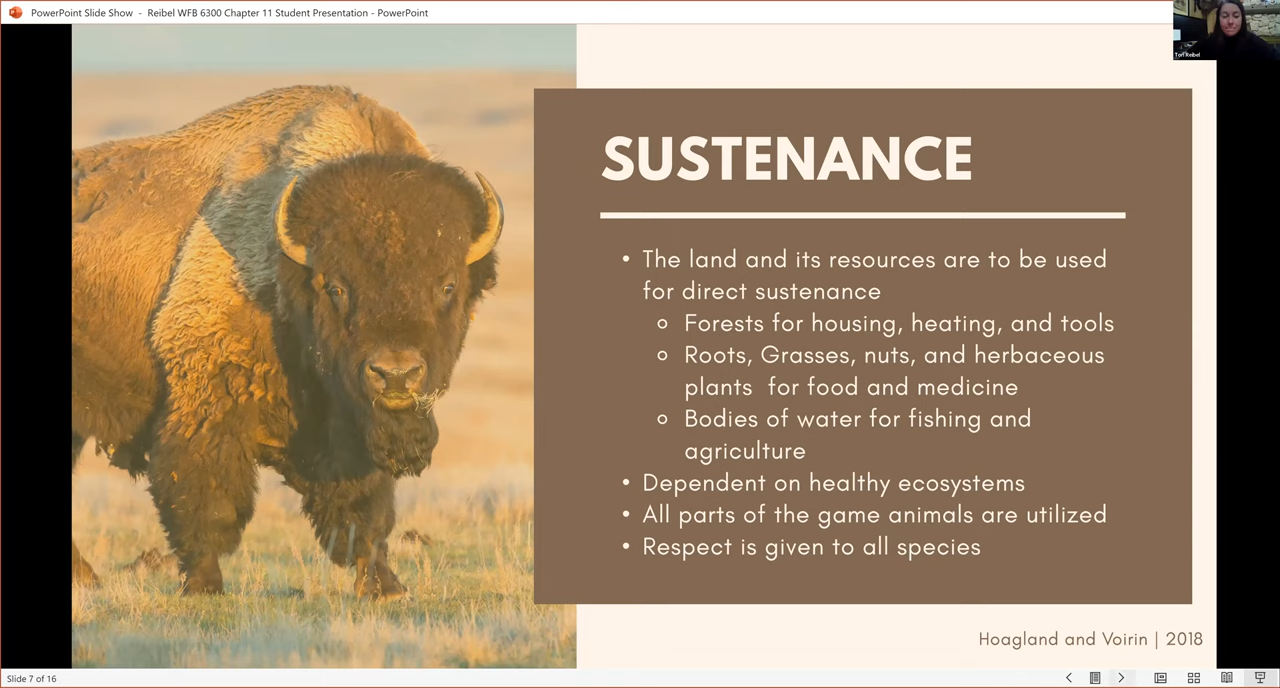 PowerPoint Slide Show - Reibel WFB 6300 Chapter 11 Student Presentation - PowerPoint
Tori Reibel
SUSTENANCE
• The land and its resources are to be used
for direct sustenance
Forests for housing, heating, and tools
Roots, Grasses, nuts, and herbaceous
plants for food and medicine
Bodies of water for fishing and
agriculture
• Dependent on healthy ecosystems
• All parts of the game animals are utilized
• Respect is given to all species
Hoagland and Voirin | 2018
Slide 7 of 16